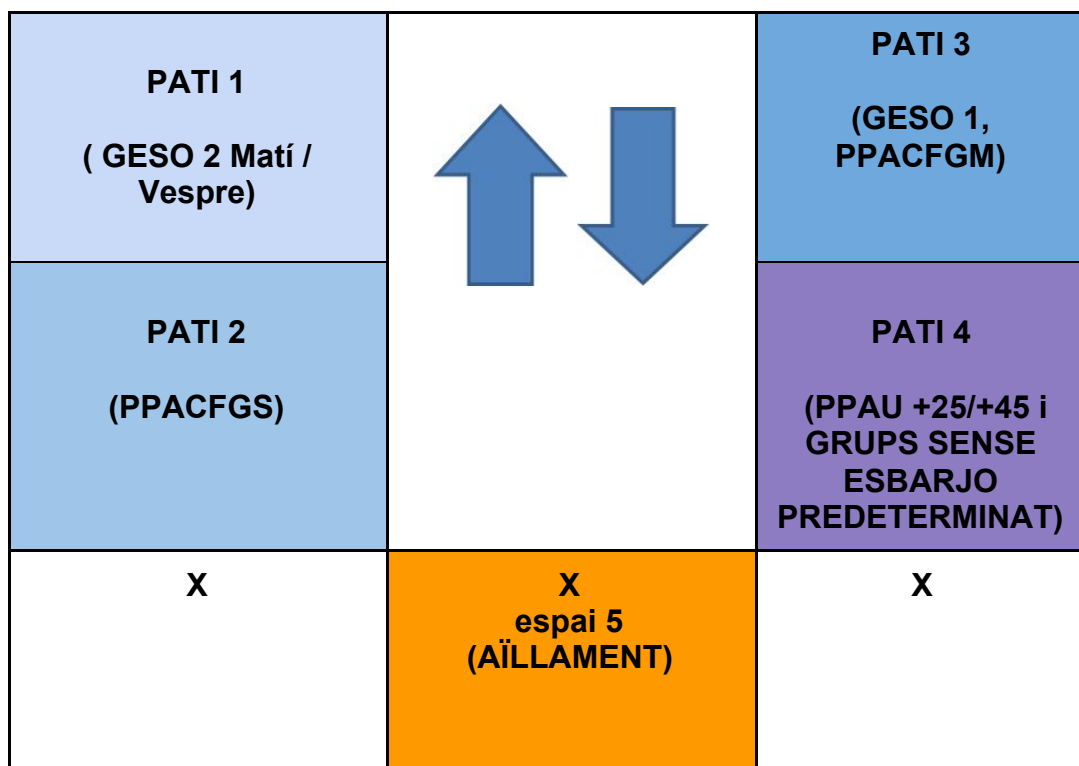 PATI 1
( GESO 2 Matí /
Vespre)
PATI 3
(GESO 1,
PPACFGM)
PATI 2
(PPACFGS)
PATI 4
(PPAU +25/+45 i
GRUPS SENSE
ESBARJO
PREDETERMINAT)
X
X
espai 5
(AÏLLAMENT)
X